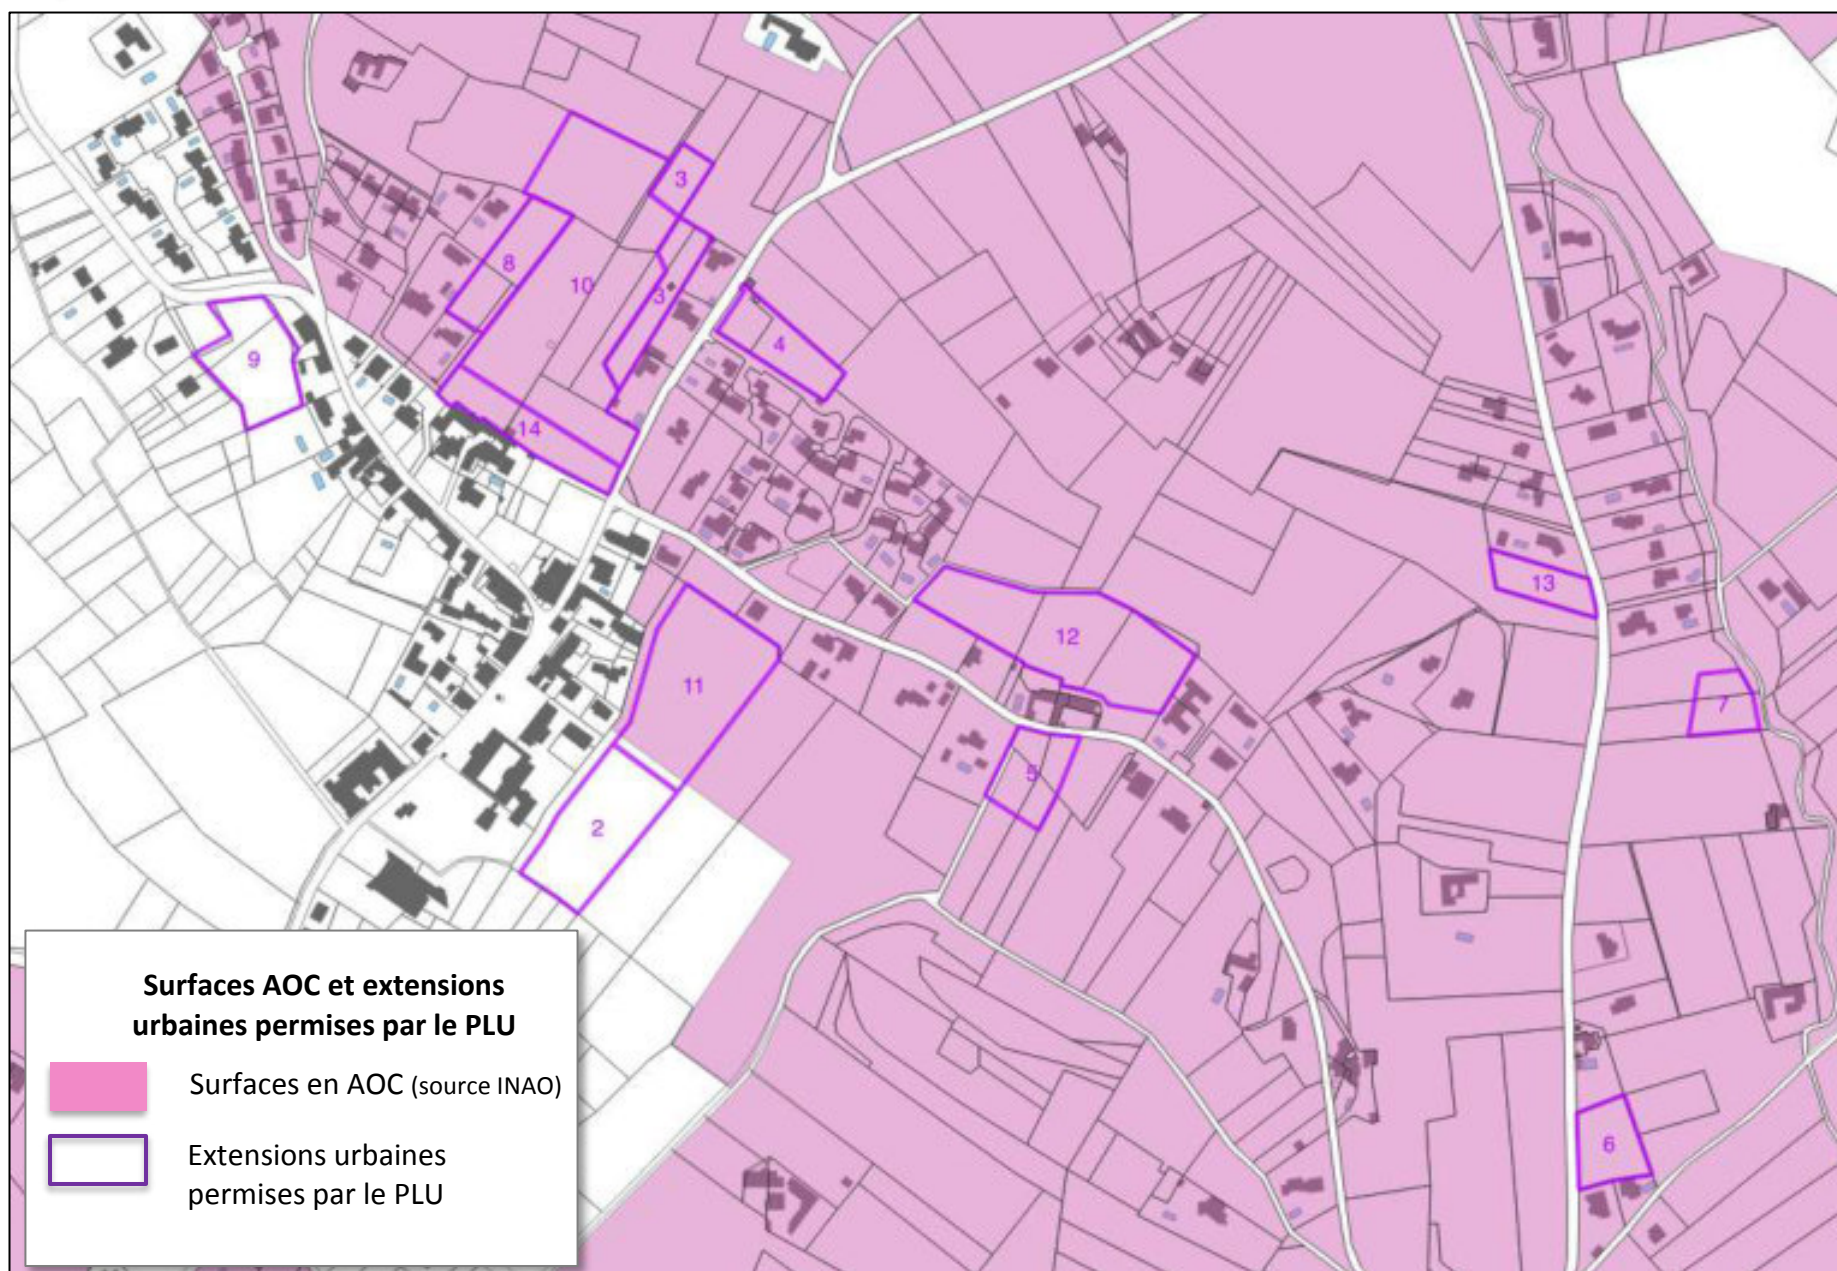 3
8
10
3
4
9
14
13
12
11
7
5
2
6
Surfaces AOC et extensions
urbaines permises par le PLU
Surfaces en AOC (source INAO)
Extensions urbaines
permises par le PLU